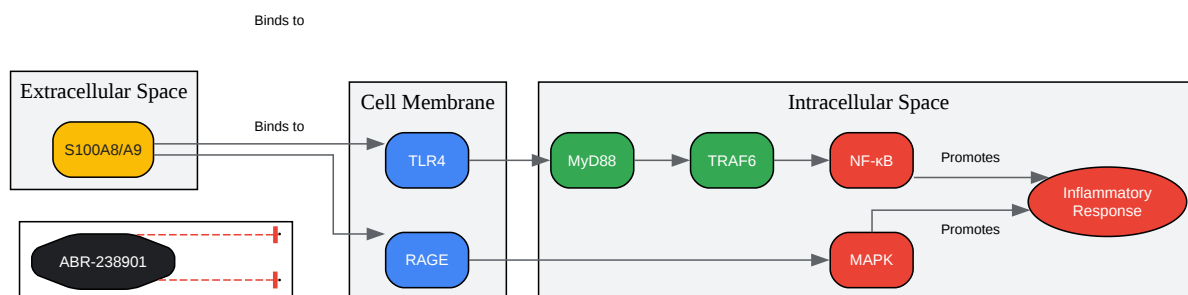 Binds to
Extracellular Space
Cell Membrane
Intracellular Space
S100A8/A9
Binds to
TLR4
MyD88
TRAF6
NF-κB
Promotes
Inflammatory
Response
Promotes
ABR-238901
RAGE
MAPK